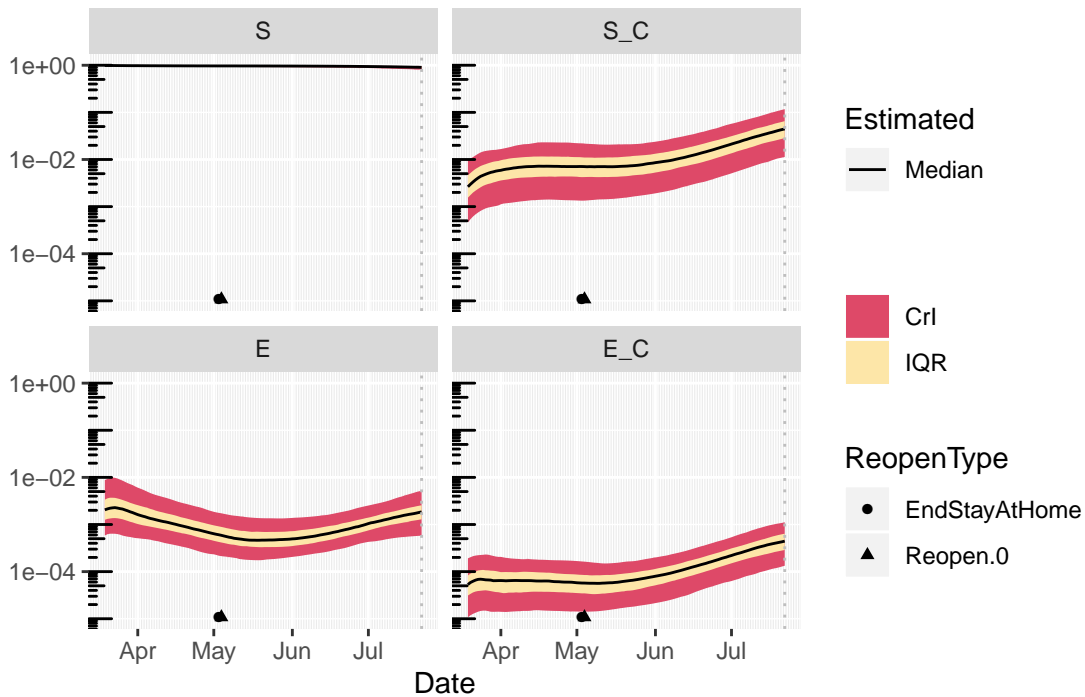 S
S_C
1e+00
1e-02
1e-04
E
E_C
1e+00
1e-02
1e-04
Apr
May
Jun
Jul
Apr
May
Jun
Jul
Date
Estimated
Median
CrI
IQR
ReopenType
EndStayAtHome
Reopen.0